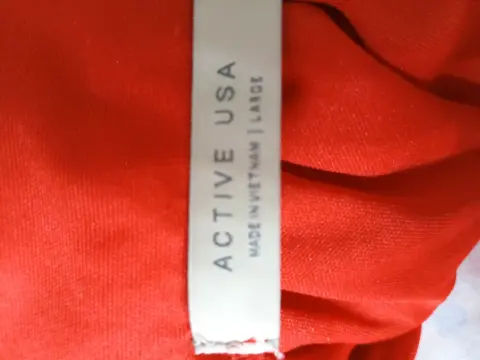 ACTIVE USA
MADE IN VIETNAM | LARGE